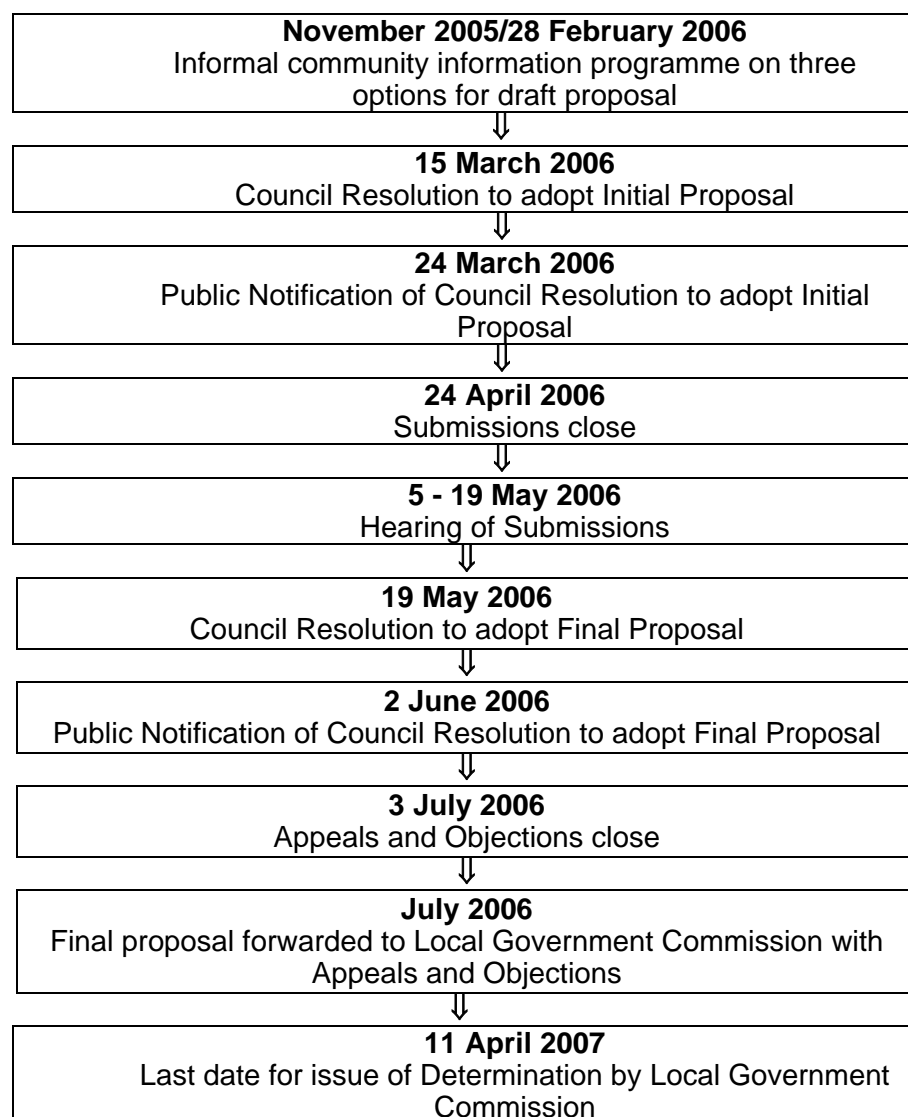 November 2005/28 February 2006
Informal community information programme on three
options for draft proposal
⇓
15 March 2006
Council Resolution to adopt Initial Proposal
⇓
24 March 2006
Public Notification of Council Resolution to adopt Initial
Proposal
⇓
24 April 2006
Submissions close
⇓
5 - 19 May 2006
Hearing of Submissions
⇓
19 May 2006
Council Resolution to adopt Final Proposal
⇓
2 June 2006
Public Notification of Council Resolution to adopt Final Proposal
⇓
3 July 2006
Appeals and Objections close
⇓
July 2006
Final proposal forwarded to Local Government Commission with
Appeals and Objections
⇓
11 April 2007
Last date for issue of Determination by Local Government
Commission